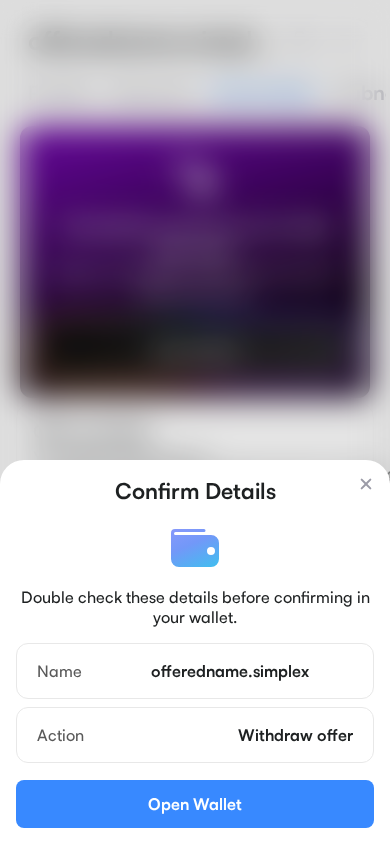 Confirm Details
Double check these details before confirming in
your wallet.
Name offeredname.simplex
Action Withdraw offer
Open Wallet